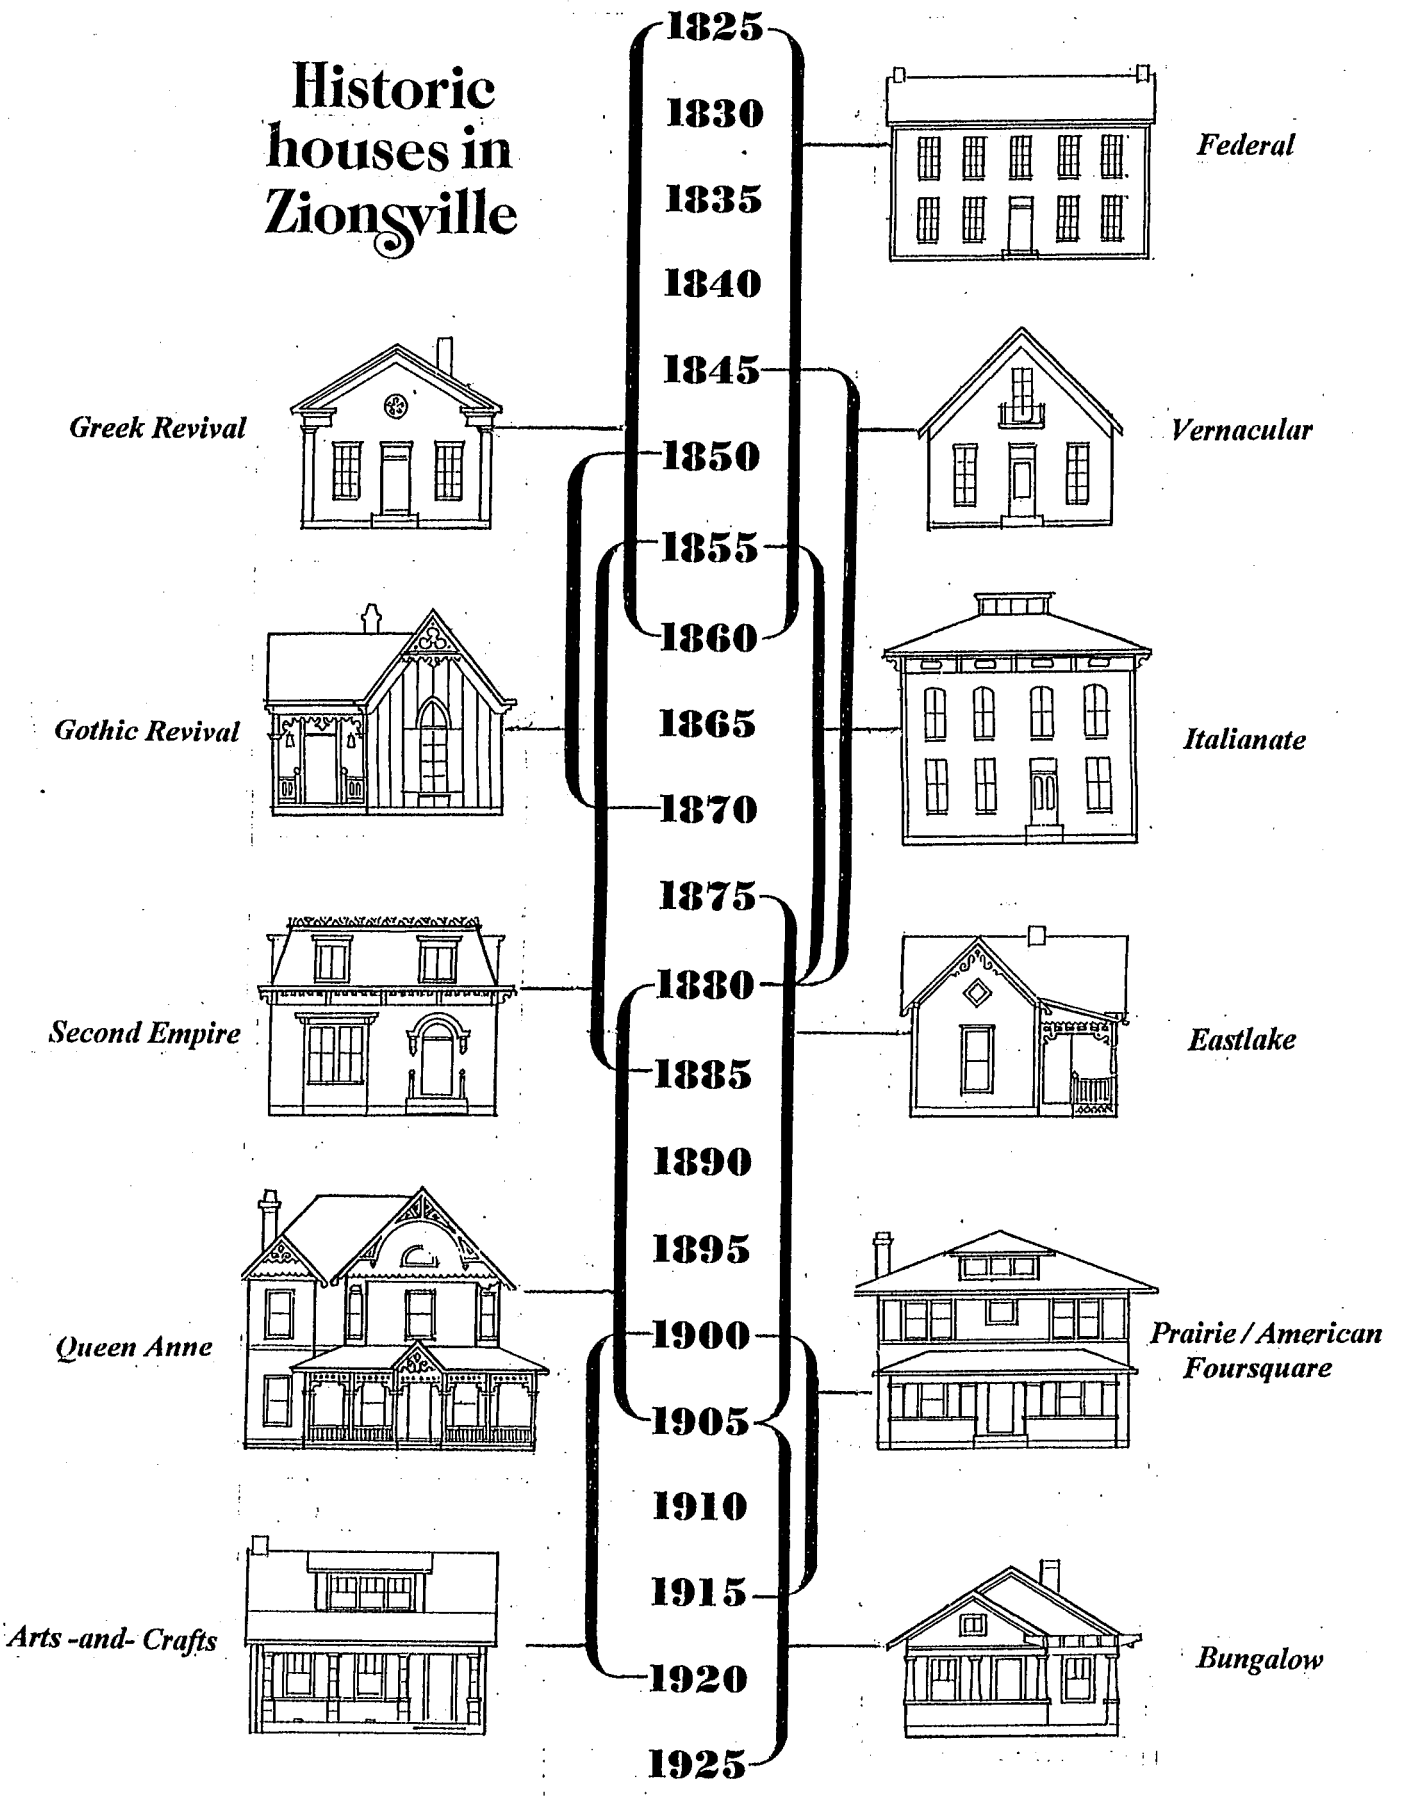 Historic
houses in
Zionsville
1825
1830
1835
1840
1845
1850
1855
1860
1865
1870
1875
1880
1885
1890
1895
1900
1905
1910
1915
1920
1925
Federal
Greek Revival
Vernacular
Gothic Revival
Italianate
Second Empire
Eastlake
Queen Anne
Prairie / American
Foursquare
Arts -and- Crafts
Bungalow